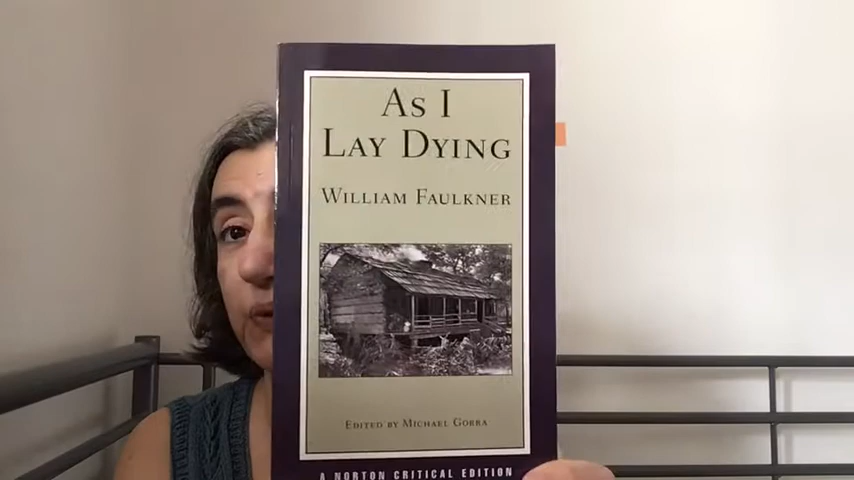 As I
Lay Dying
William Faulkner
Edited by Michael Gorra
A NORTON CRITICAL EDITION